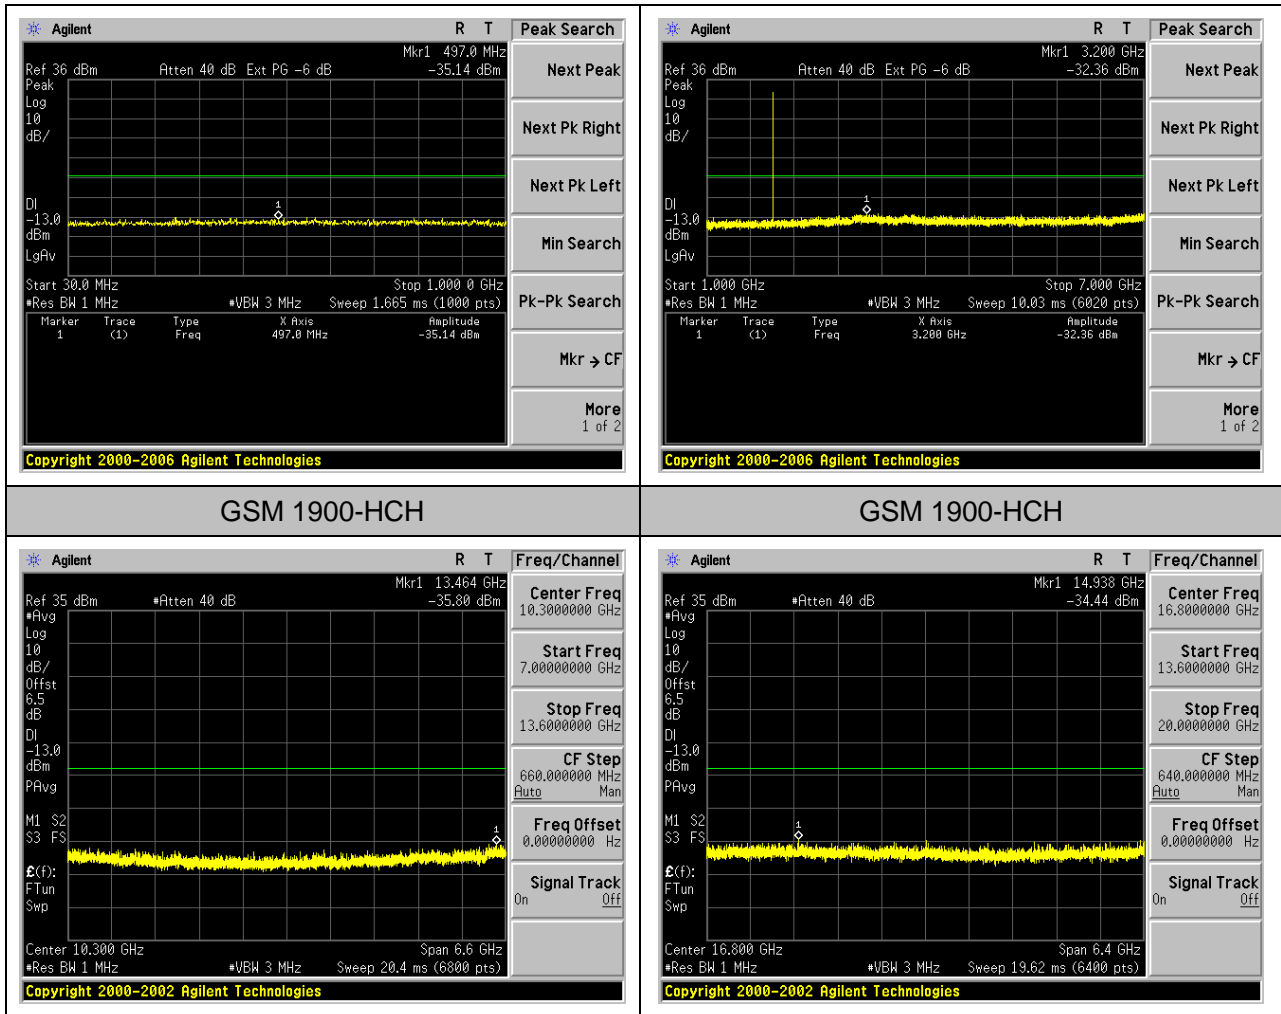 Agilent R T Peak Search
Mkr1 497.0 MHz
Ref 36 dBm Atten 40 dB Ext PG -6 dB -35.14 dBm
Peak
Log
10
dB/
1
DI
-13.0
dBm
LgAv
Start 30.0 MHz Stop 1.000 0 GHz
#Res BW 1 MHz #VBW 3 MHz Sweep 1.665 ms (1000 pts)
Marker Trace Type X Axis Amplitude
1 (1) Freq 497.0 MHz -35.14 dBm
Next Peak
Next Pk Right
Next Pk Left
Min Search
Pk-Pk Search
Mkr → CF
More
1 of 2
Copyright 2000-2006 Agilent Technologies
Agilent R T Peak Search
Mkr1 3.200 GHz
Ref 36 dBm Atten 40 dB Ext PG -6 dB -32.36 dBm
Peak
Log
10
dB/
1
DI
-13.0
dBm
LgAv
Start 1.000 GHz Stop 7.000 GHz
#Res BW 1 MHz #VBW 3 MHz Sweep 10.03 ms (6020 pts)
Marker Trace Type X Axis Amplitude
1 (1) Freq 3.200 GHz -32.36 dBm
Next Peak
Next Pk Right
Next Pk Left
Min Search
Pk-Pk Search
Mkr → CF
More
1 of 2
Copyright 2000-2006 Agilent Technologies
GSM 1900-HCH
GSM 1900-HCH
Agilent R T Freq/Channel
Mkr1 13.464 GHz
Ref 35 dBm #Atten 40 dB -35.80 dBm
#Avg
Log
10
dB/
Offst
6.5
dB
DI
-13.0
dBm
PAvg
1
M1 S2
S3 FS
£(f):
FTun
Swp
Center 10.300 GHz Span 6.6 GHz
#Res BW 1 MHz #VBW 3 MHz Sweep 20.4 ms (6800 pts)
Center Freq
10.3000000 GHz
Start Freq
7.00000000 GHz
Stop Freq
13.6000000 GHz
CF Step
660.000000 MHz
Auto Man
Freq Offset
0.00000000 Hz
Signal Track
On Off
Copyright 2000-2002 Agilent Technologies
Agilent R T Freq/Channel
Mkr1 14.938 GHz
Ref 35 dBm #Atten 40 dB -34.44 dBm
#Avg
Log
10
dB/
Offst
6.5
dB
DI
-13.0
dBm
PAvg
1
M1 S2
S3 FS
£(f):
FTun
Swp
Center 16.800 GHz Span 6.4 GHz
#Res BW 1 MHz #VBW 3 MHz Sweep 19.62 ms (6400 pts)
Center Freq
16.8000000 GHz
Start Freq
13.6000000 GHz
Stop Freq
20.0000000 GHz
CF Step
640.000000 MHz
Auto Man
Freq Offset
0.00000000 Hz
Signal Track
On Off
Copyright 2000-2002 Agilent Technologies